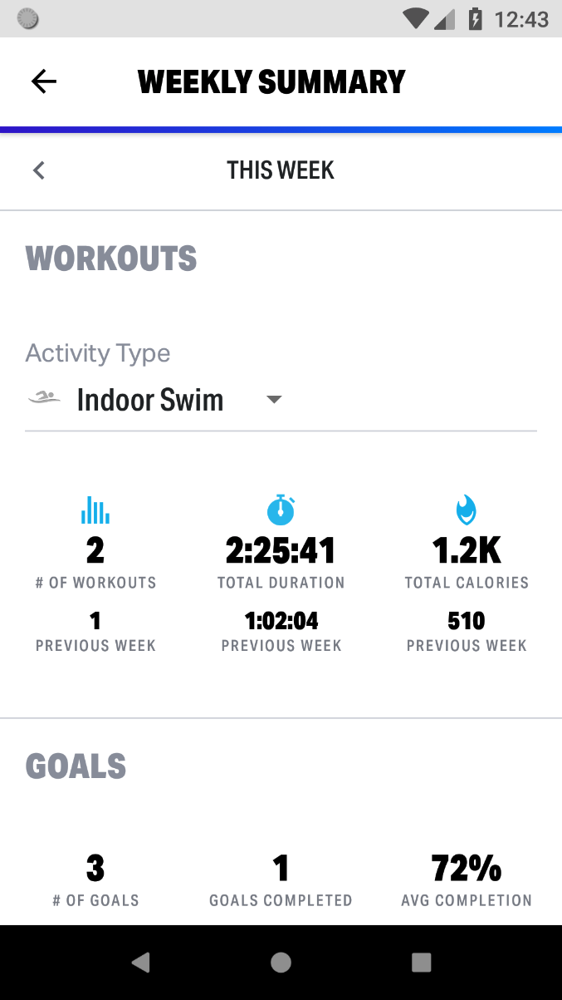 12:43
WEEKLY SUMMARY
THIS WEEK
WORKOUTS
Activity Type
Indoor Swim
2 2:25:41 1.2K
# OF WORKOUTS TOTAL DURATION TOTAL CALORIES
1 1:02:04 510
PREVIOUS WEEK PREVIOUS WEEK PREVIOUS WEEK
GOALS
3 1 72%
# OF GOALS GOALS COMPLETED AVG COMPLETION